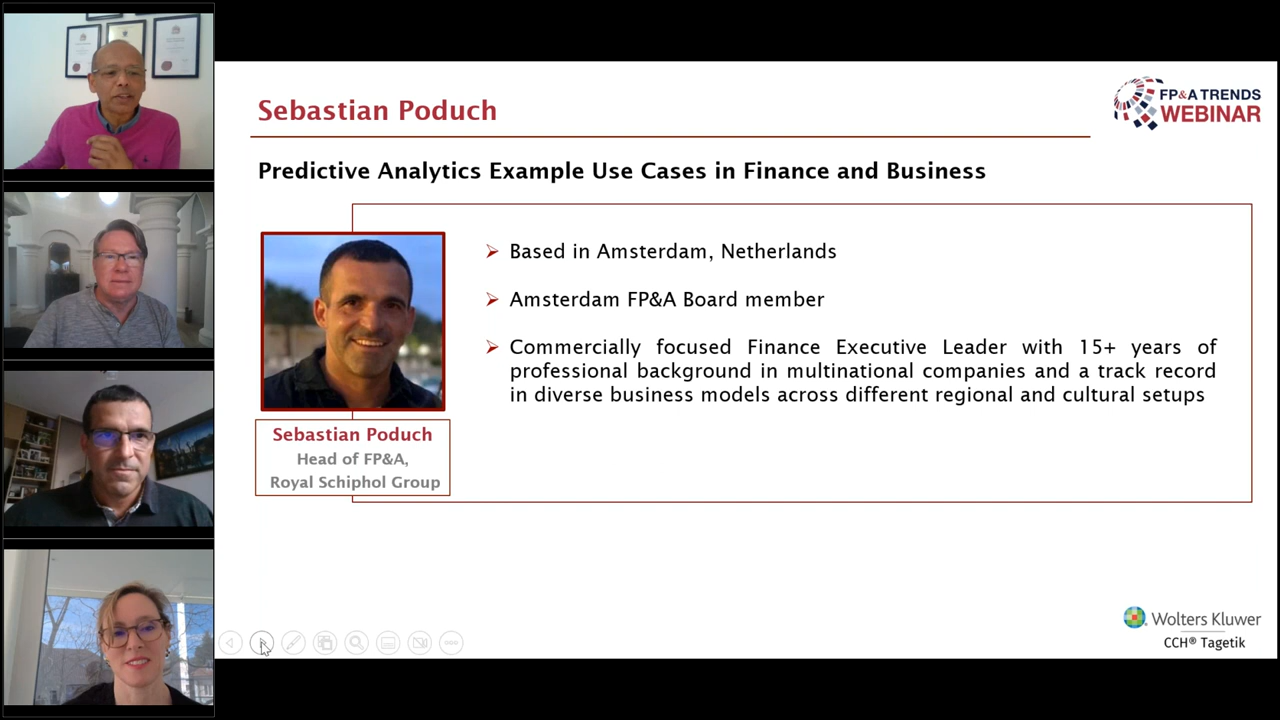 Sebastian Poduch
FP&A TRENDS
WEBINAR
Predictive Analytics Example Use Cases in Finance and Business
➢ Based in Amsterdam, Netherlands
➢ Amsterdam FP&A Board member
➢ Commercially focused Finance Executive Leader with 15+ years of
professional background in multinational companies and a track record
in diverse business models across different regional and cultural setups
Sebastian Poduch
Head of FP&A,
Royal Schiphol Group
Wolters Kluwer
CCH® Tagetik